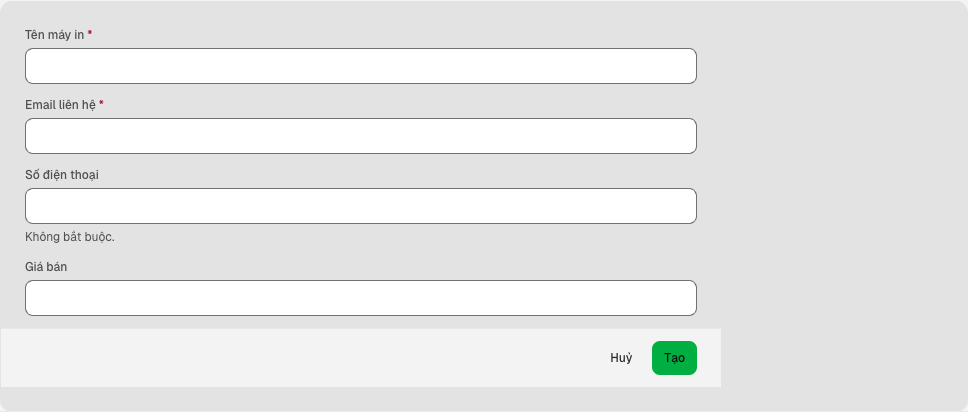 Tên máy in *
Email liên hệ *
Số điện thoại
Không bắt buộc.
Giá bán
Huỷ
Tạo